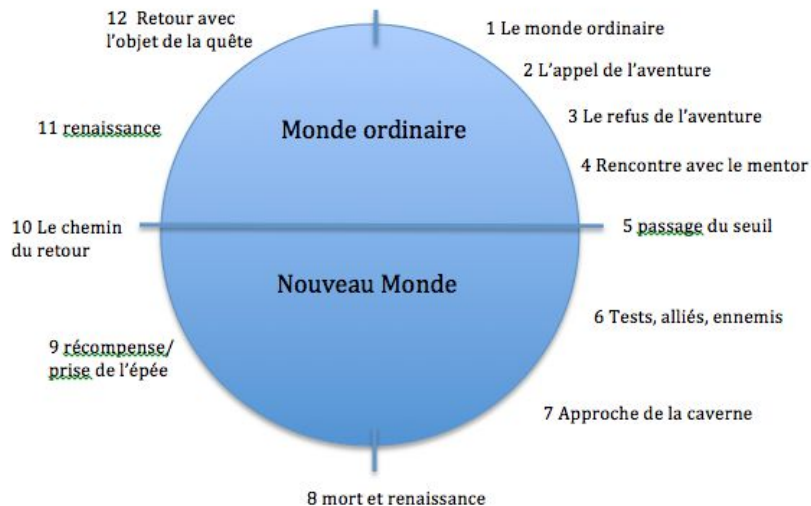 12 Retour avec
l'objet de la quête
1 Le monde ordinaire
2 L'appel de l'aventure
3 Le refus de l'aventure
11 renaissance
Monde ordinaire
4 Rencontre avec le mentor
10 Le chemin
du retour
5 passage du seuil
Nouveau Monde
6 Tests, alliés, ennemis
9 récompense/
prise de l'épée
7 Approche de la caverne
8 mort et renaissance